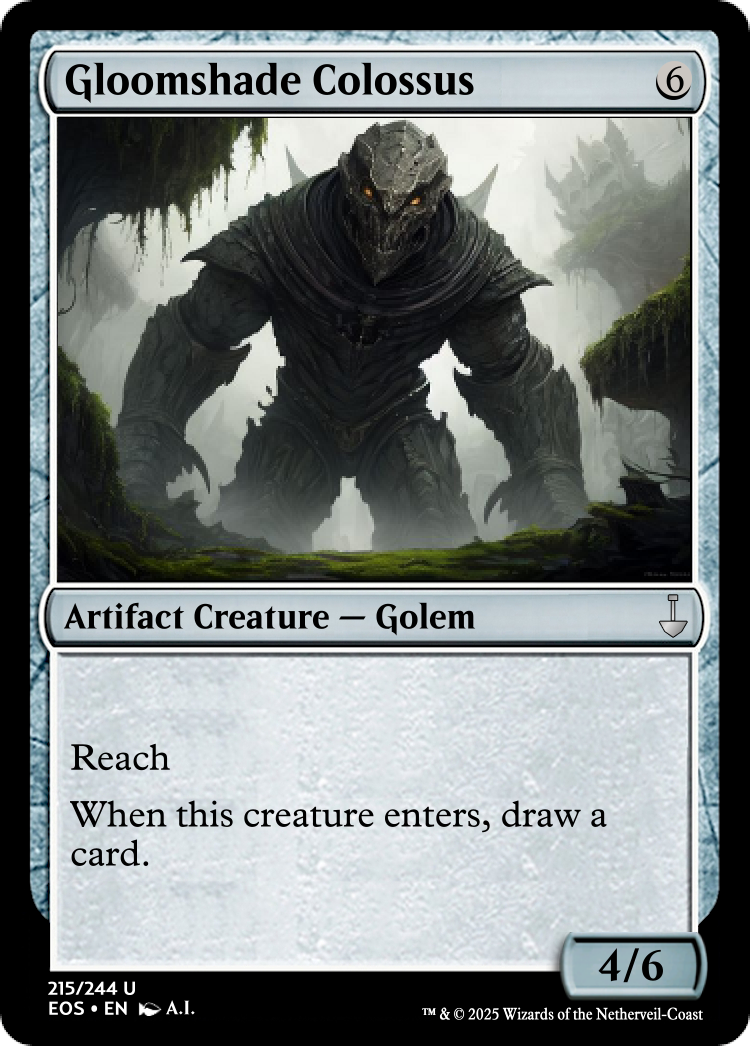 Gloomshade Colossus 6
Artifact Creature — Golem
Reach
When this creature enters, draw a
card.
4/6
215/244 U
EOS • EN A.I.
™ & © 2025 Wizards of the Netherveil-Coast